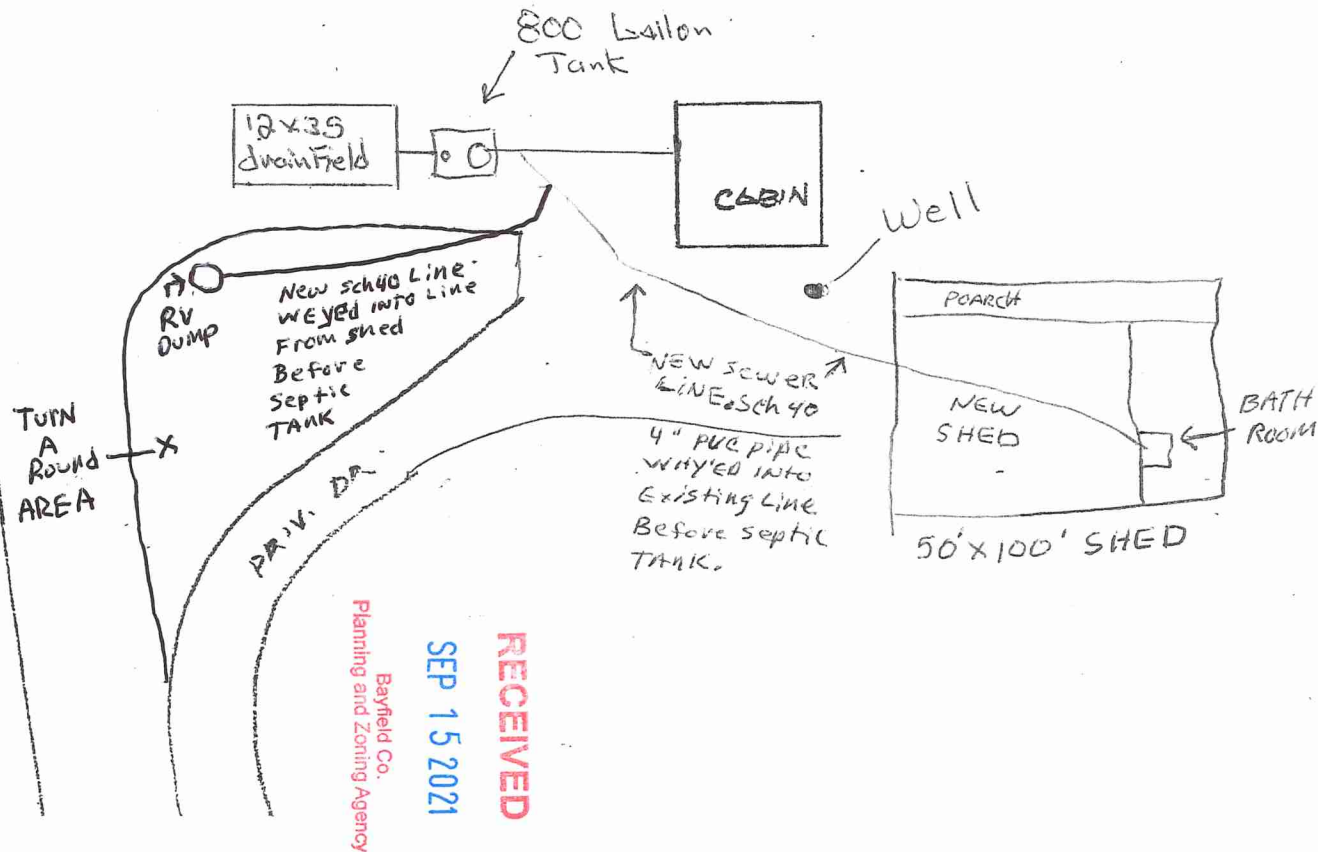 800 Gallon
Tank
12x35
drainField
CABIN
Well
RV
Dump
New sch40 Line
WEyed INTO Line
From shed
Before
septic
TANK
TURN
A
Round
AREA
X
PRIV. DR.
NEW SEWER
LINE. Sch 40
4" PVC pipe
WHY'ED INTO
Existing Line
Before septic
TANK.
POARCH
NEW
SHED
BATH
ROOM
50'x100' SHED
RECEIVED
SEP 15 2021
Bayfield Co.
Planning and Zoning Agency